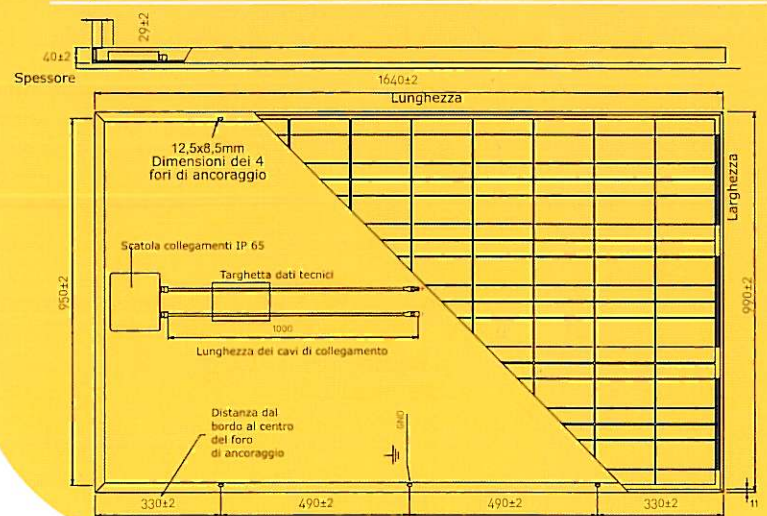 29±2
40±2
Spessore
1640±2
Lunghezza
12,5x8,5mm
Dimensioni dei 4
fori di ancoraggio
Larghezza
Scatola collegamenti IP 65
Targhetta dati tecnici
950±2
990±2
1000
Lunghezza dei cavi di collegamento
Distanza dal
bordo al centro
del foro
di ancoraggio
GND
330±2
490±2
490±2
330±2
11